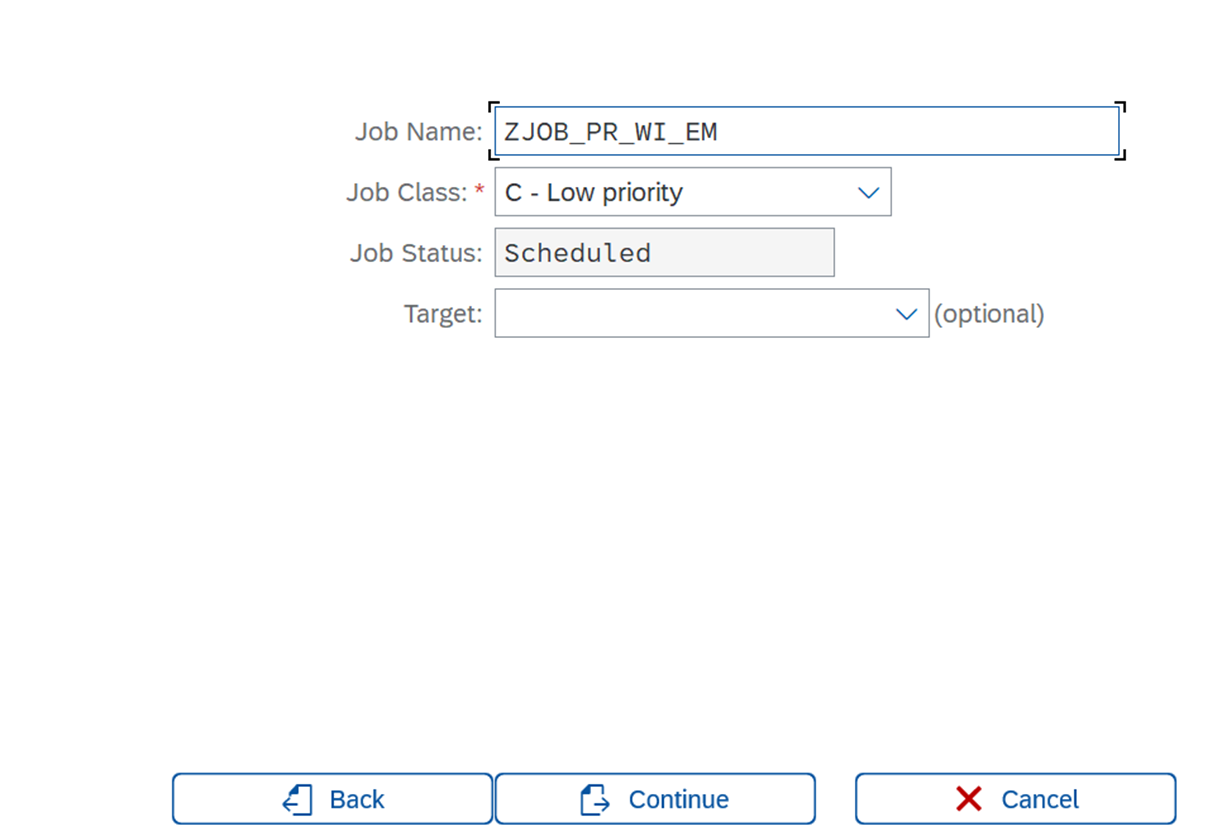 Job Name: ZJOB_PR_WI_EM
Job Class: * C - Low priority
Job Status: Scheduled
Target: (optional)
Back Continue Cancel